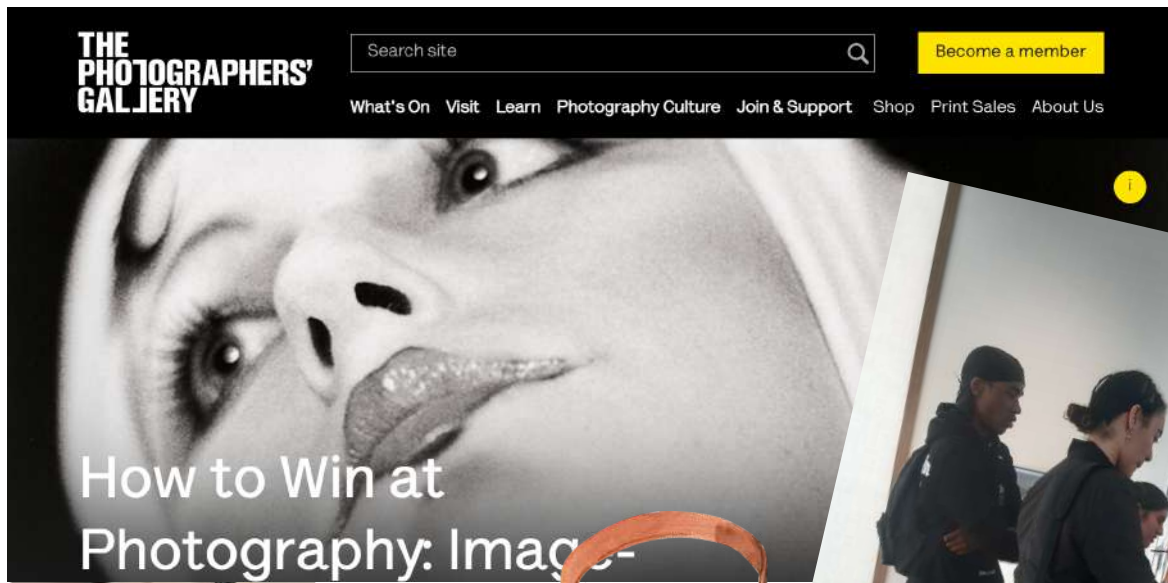 THE
PHOTOGRAPHERS'
GALLERY
Search site
Become a member
What's On Visit Learn Photography Culture Join & Support Shop Print Sales About Us
i
How to Win at
Photography: Image-